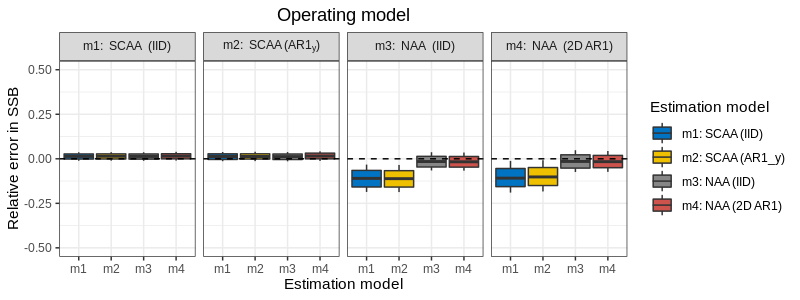 Operating model
m1: SCAA (IID)
m2: SCAA (AR1y)
m3: NAA (IID)
m4: NAA (2D AR1)
Relative error in SSB
0.50
0.25
0.00
-0.25
-0.50
m1 m2 m3 m4
m1 m2 m3 m4
m1 m2 m3 m4
m1 m2 m3 m4
Estimation model
Estimation model
m1: SCAA (IID)
m2: SCAA (AR1_y)
m3: NAA (IID)
m4: NAA (2D AR1)